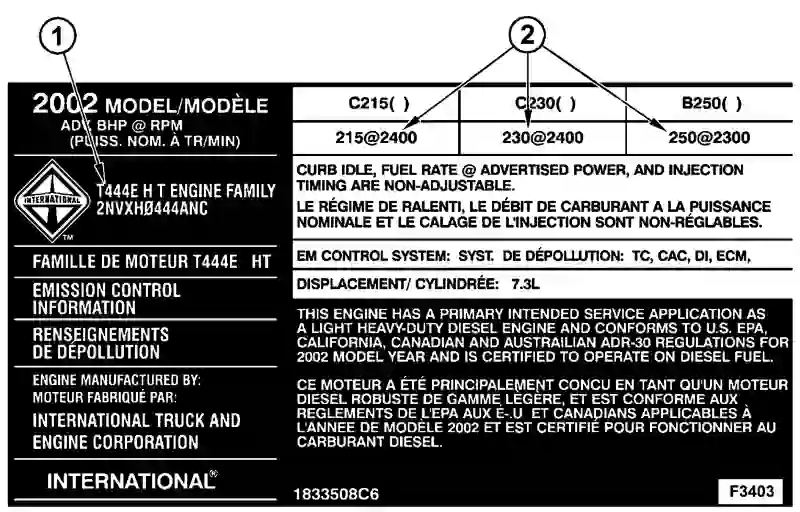 1
2
2002 MODEL/MODÈLE
ADV. BHP @ RPM
(PUISS. NOM. À TR/MIN)
C215( ) C230( ) B250( )
215@2400 230@2400 250@2300
INTERNATIONAL
™
T444E H T ENGINE FAMILY
2NVXHØ444ANC
CURB IDLE, FUEL RATE @ ADVERTISED POWER, AND INJECTION
TIMING ARE NON-ADJUSTABLE.
LE RÉGIME DE RALENTI, LE DÉBIT DE CARBURANT A LA PUISSANCE
NOMINALE ET LE CALAGE DE L'INJECTION SONT NON-RÉGLABLES.
FAMILLE DE MOTEUR T444E HT
EM CONTROL SYSTEM: SYST. DE DÉPOLLUTION: TC, CAC, DI, ECM,
DISPLACEMENT/ CYLINDRÉE: 7.3L
EMISSION CONTROL
INFORMATION
RENSEIGNEMENTS
DE DÉPOLLUTION
ENGINE MANUFACTURED BY:
MOTEUR FABRIQUÉ PAR:
INTERNATIONAL TRUCK AND
ENGINE CORPORATION
INTERNATIONAL®
THIS ENGINE HAS A PRIMARY INTENDED SERVICE APPLICATION AS
A LIGHT HEAVY-DUTY DIESEL ENGINE AND CONFORMS TO U.S. EPA,
CALIFORNIA, CANADIAN AND AUSTRAILIAN ADR-30 REGULATIONS FOR
2002 MODEL YEAR AND IS CERTIFIED TO OPERATE ON DIESEL FUEL.
CE MOTEUR A ÉTÉ PRINCIPALEMENT CONCU EN TANT QU'UN MOTEUR
DIESEL ROBUSTE DE GAMME LEGÈRE, ET EST CONFORME AUX
REGLEMENTS DE L'EPA AUX É-.U ET CANADIANS APPLICABLES À
L'ANNEE DE MODÈLE 2002 ET EST CERTIFIÉ POUR FONCTIONNER AU
CARBURANT DIESEL.
1833508C6
F3403